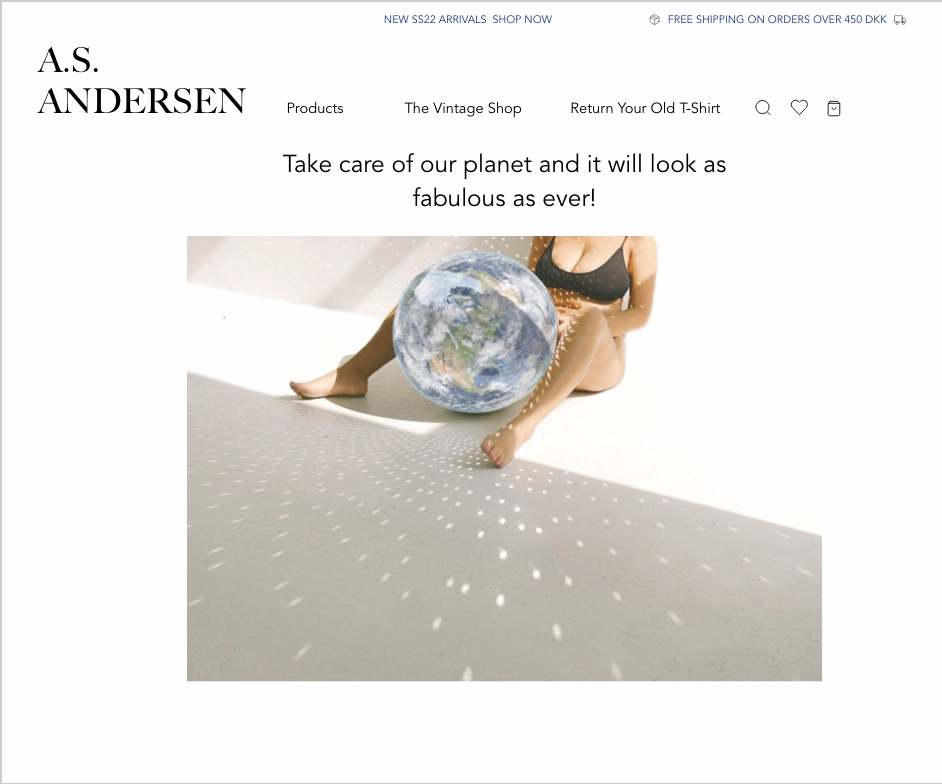 NEW SS22 ARRIVALS  SHOP NOW
FREE SHIPPING ON ORDERS OVER 450 DKK
A.S.
ANDERSEN
Products
The Vintage Shop
Return Your Old T-Shirt
Take care of our planet and it will look as
fabulous as ever!